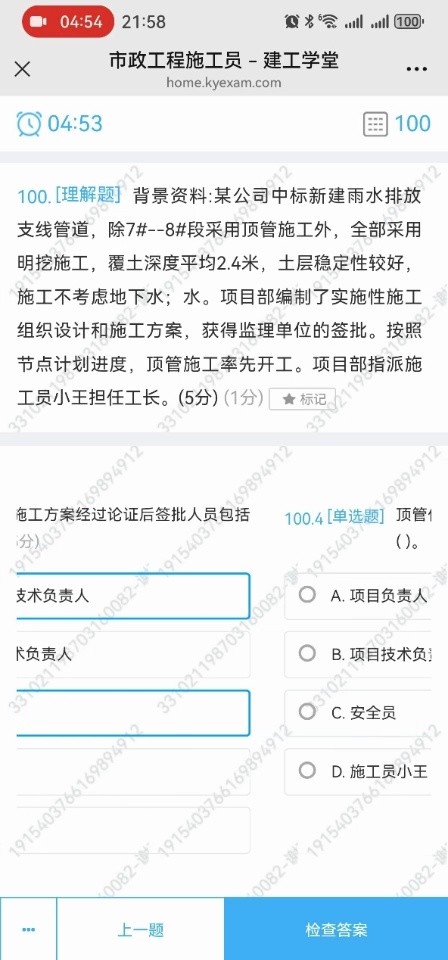 04:54 21:58 100
市政工程施工员 – 建工学堂
home.kyexam.com
04:53 100
100. [理解题] 背景资料:某公司中标新建雨水排放
支线管道，除7#--8#段采用顶管施工外，全部采用
明挖施工，覆土深度平均2.4米，土层稳定性较好，
施工不考虑地下水；水。项目部编制了实施性施工
组织设计和施工方案，获得监理单位的签批。按照
节点计划进度，顶管施工率先开工。项目部指派施
工员小王担任工长。(5分) (1分) 标记
施工方案经过论证后签批人员包括
分)
技术负责人
术负责人
100.4 [单选题] 顶管
( )。
A. 项目负责人
B. 项目技术负
C. 安全员
D. 施工员小王
上一题
检查答案